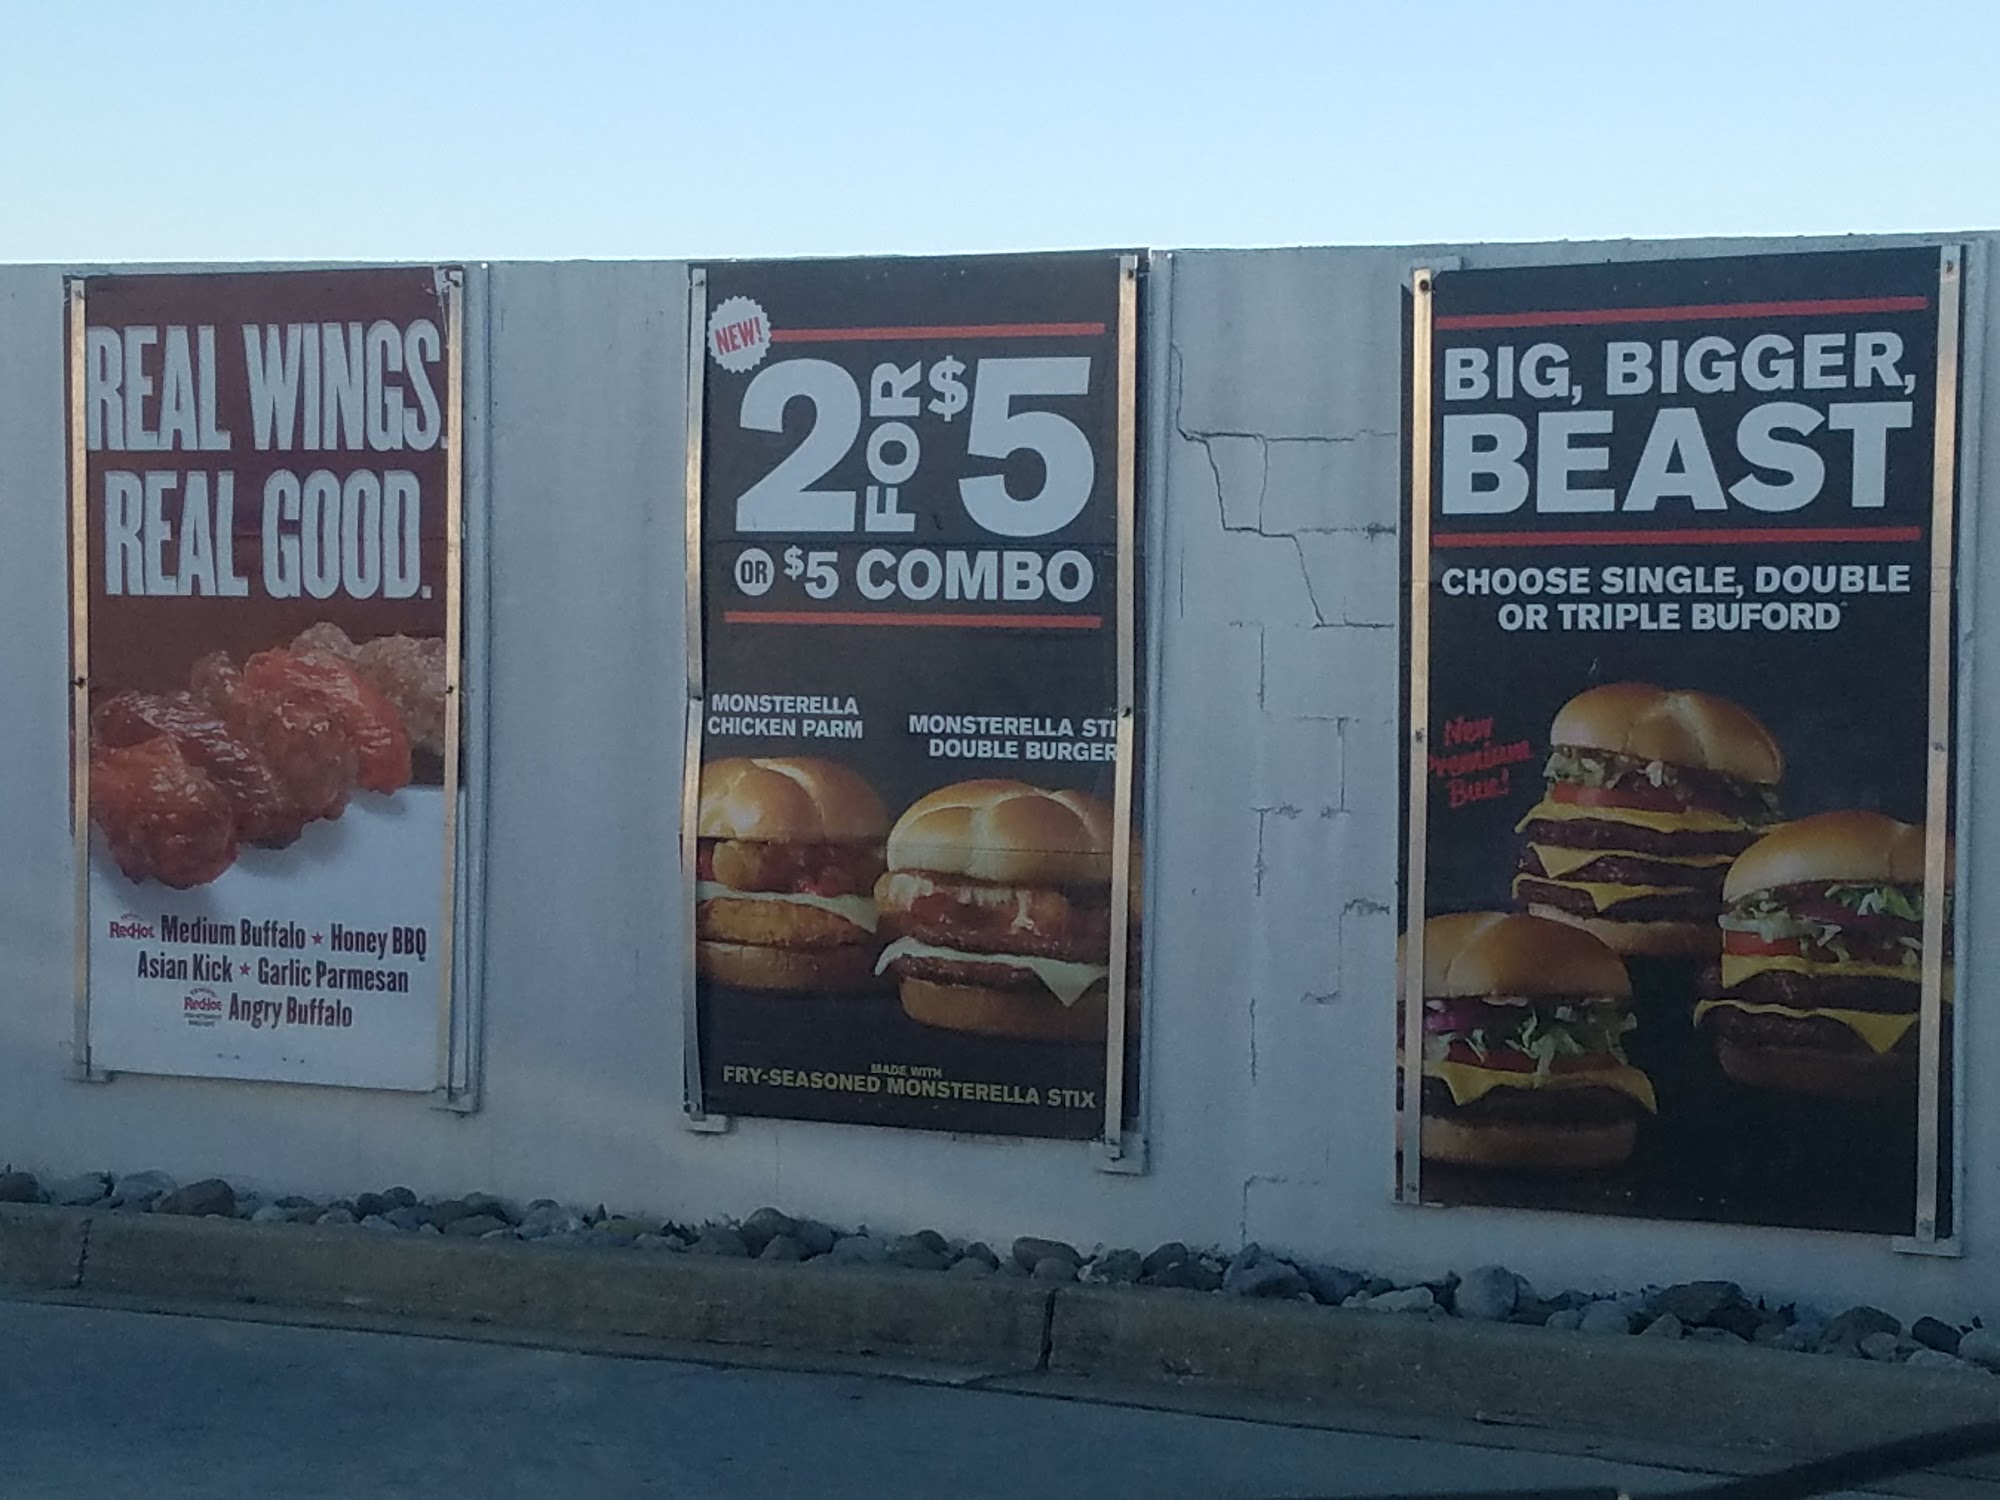 REAL WINGS.
REAL GOOD.
RedHot Medium Buffalo ★ Honey BBQ
Asian Kick ★ Garlic Parmesan
RedHot Angry Buffalo
NEW!
2 FOR $5
OR $5 COMBO
MONSTERELLA
CHICKEN PARM
MONSTERELLA STI
DOUBLE BURGER
MADE WITH
FRY-SEASONED MONSTERELLA STIX
BIG, BIGGER,
BEAST
CHOOSE SINGLE, DOUBLE
OR TRIPLE BUFORD
New
Premium
Bun!